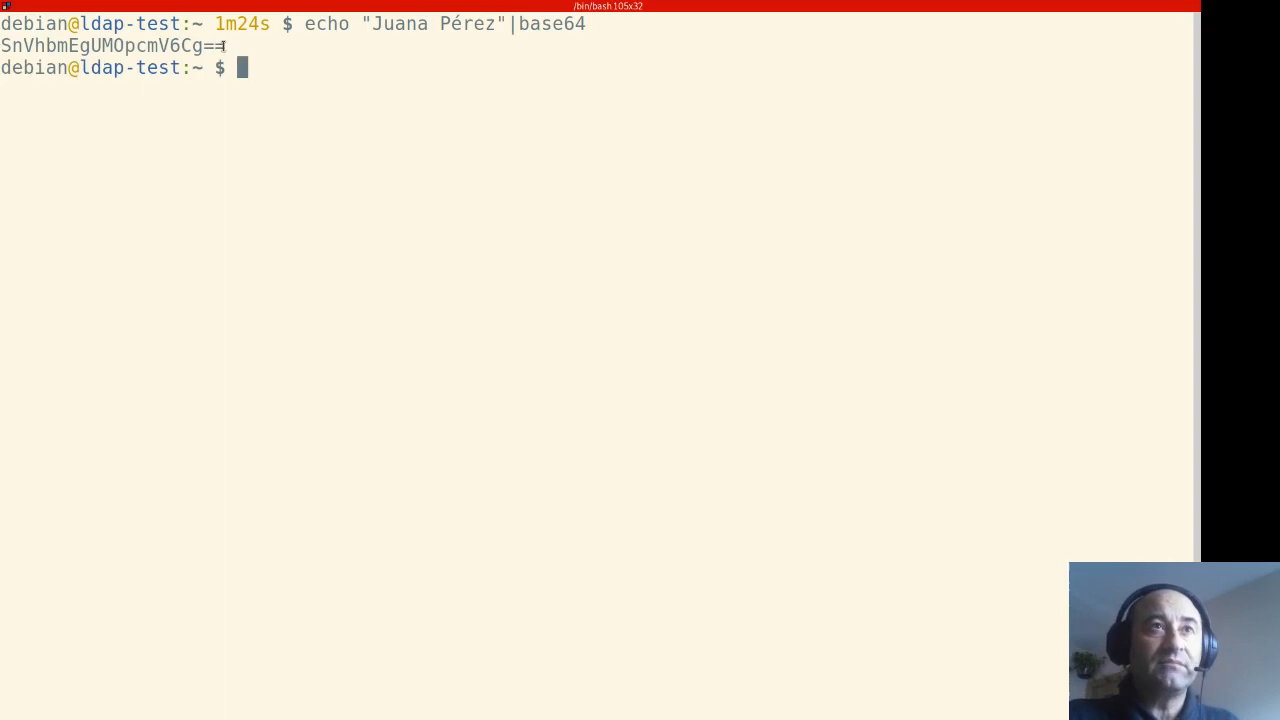 /bin/bash 105x32
debian@ldap-test:~ 1m24s $ echo "Juana Pérez"|base64
SnVhbmEgUMOpcmV6Cg==
debian@ldap-test:~ $